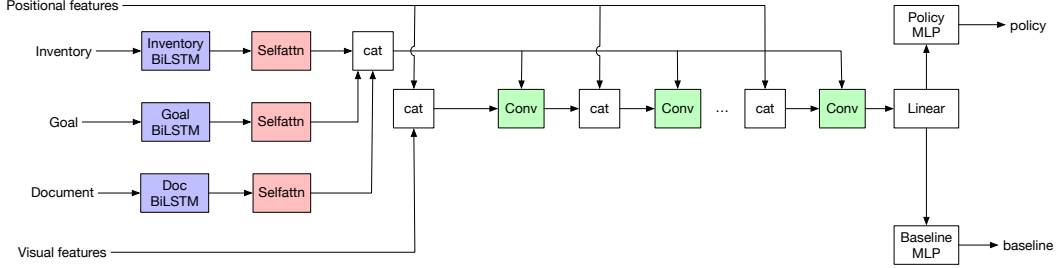 Positional features
Inventory
Inventory
BiLSTM
Selfattn
cat
Goal
Goal
BiLSTM
Selfattn
Document
Doc
BiLSTM
Selfattn
Visual features
cat
Conv
cat
Conv
...
cat
Conv
Linear
Policy
MLP
policy
Baseline
MLP
baseline